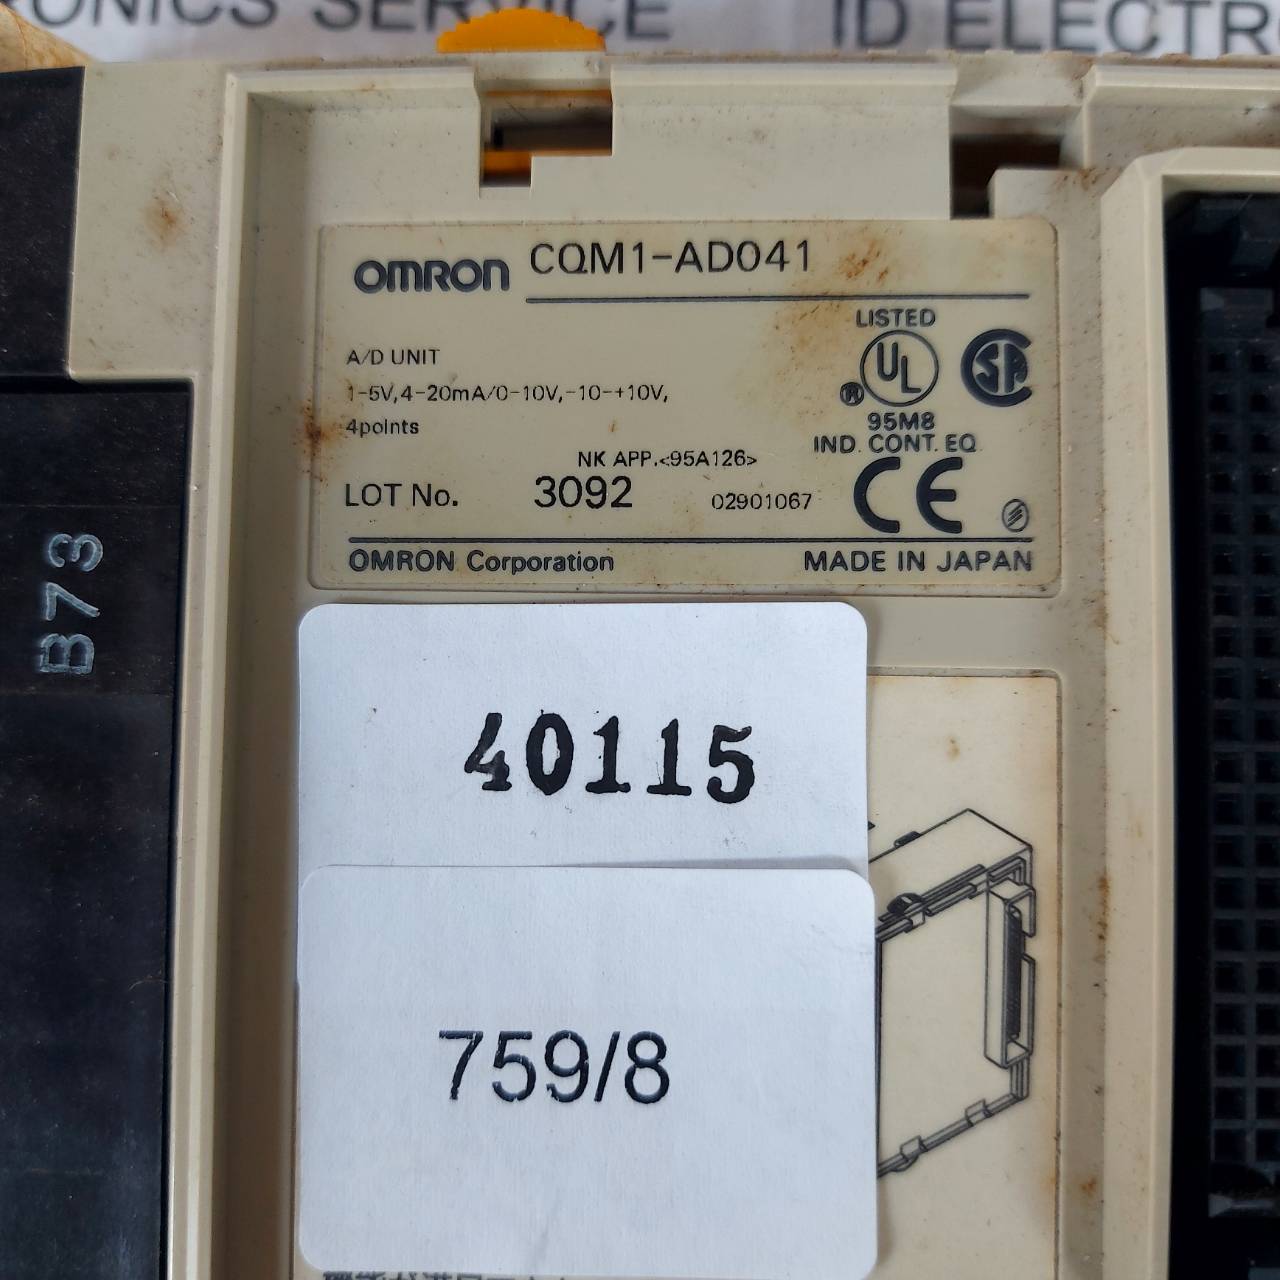 RONICS SERVICE ID ELECTR
OMRON CQM1-AD041
LISTED
UL
SA
®
95M8
IND. CONT. EQ
A/D UNIT
1-5V,4-20mA/0-10V,-10-+10V,
4points
NK APP.<95A126>
LOT No. 3092 02901067 CE
OMRON Corporation MADE IN JAPAN
B73
40115
759/8